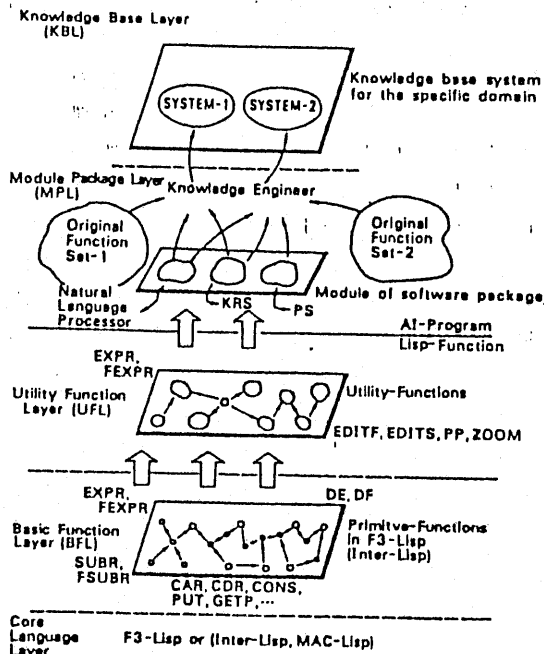 Knowledge Base Layer
(KBL)
SYSTEM-1
SYSTEM-2
Knowledge base system
for the specific domain
Module Package Layer
(MPL)
Knowledge Engineer
Original
Function
Set-1
Original
Function
Set-2
Natural
Language
Processor
KRS
PS
Module of software package
AI-Program
Lisp-Function
EXPR,
FEXPR
Utility Function
Layer (UFL)
Utility-Functions
EDITF, EDITS, PP, ZOOM
EXPR,
FEXPR
DE, DF
Basic Function
Layer (BFL)
Primitve-Functions
in F3-Lisp
(Inter-Lisp)
SUBR,
FSUBR
CAR, CDR, CONS,
PUT, GETP, ...
Core
Language
Layer
F3-Lisp or (Inter-Lisp, MAC-Lisp)